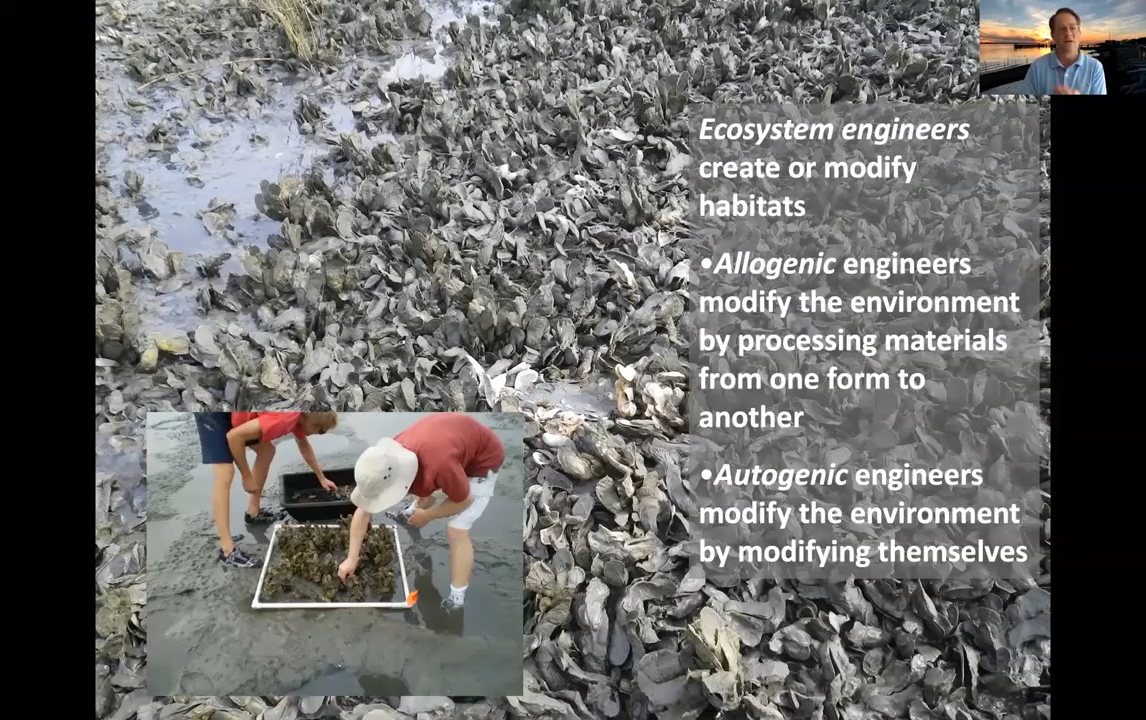 Ecosystem engineers
create or modify
habitats
•Allogenic engineers
modify the environment
by processing materials
from one form to
another
•Autogenic engineers
modify the environment
by modifying themselves